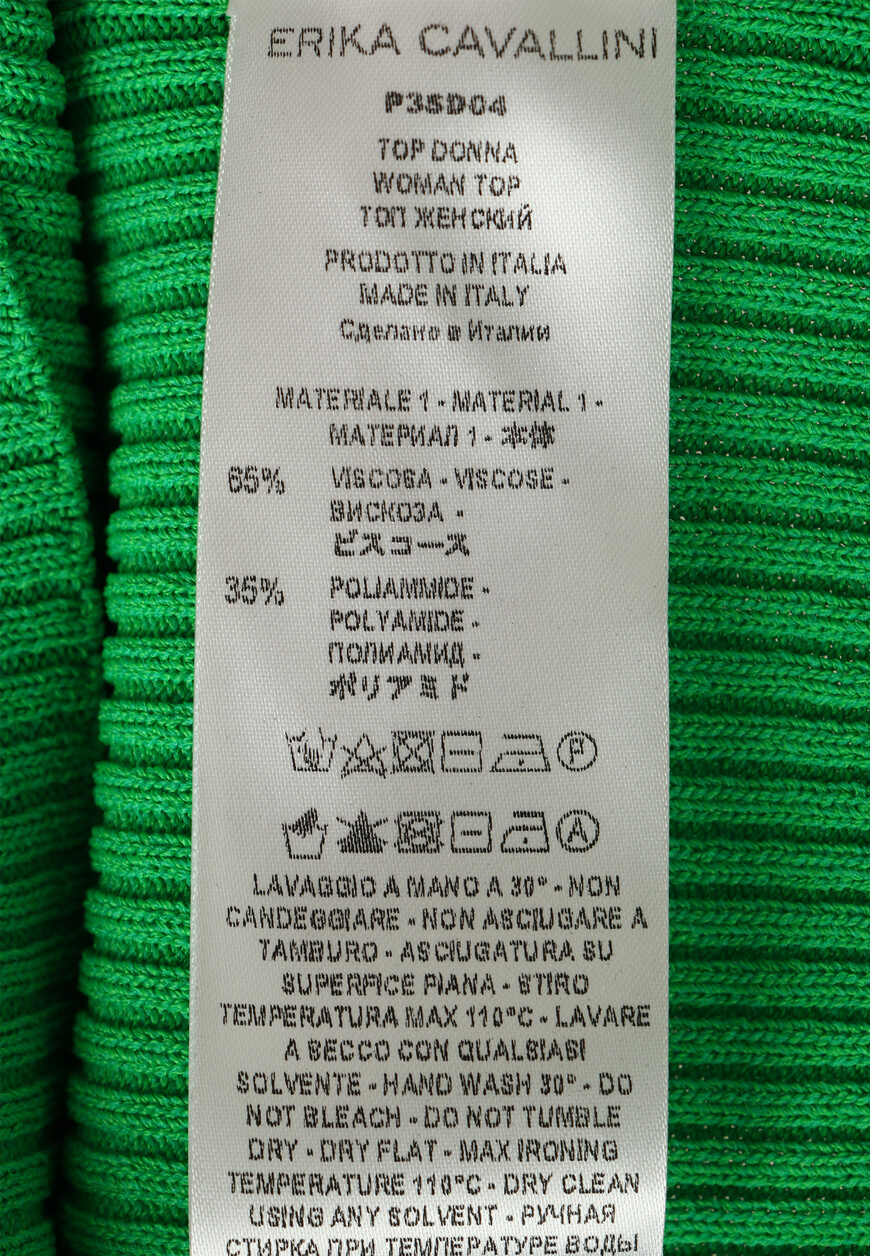 ERIKA CAVALLINI
P3SD04
TOP DONNA
WOMAN TOP
ТОП ЖЕНСКИЙ
PRODOTTO IN ITALIA
MADE IN ITALY
Сделано в Италии
MATERIALE 1 - MATERIAL 1 -
МАТЕРИАЛ 1 - 本体
65% VISCOSA - VISCOSE -
ВИСКОЗА -
ビスコース
35% POLIAMMIDE -
POLYAMIDE -
ПОЛИАМИД -
ポリアミド
P
A
LAVAGGIO A MANO A 30° - NON
CANDEGGIARE - NON ASCIUGARE A
TAMBURO - ASCIUGATURA SU
SUPERFICE PIANA - STIRO
TEMPERATURA MAX 110°C - LAVARE
A SECCO CON QUALSIASI
SOLVENTE - HAND WASH 30° - DO
NOT BLEACH - DO NOT TUMBLE
DRY - DRY FLAT - MAX IRONING
TEMPERATURE 110°C - DRY CLEAN
USING ANY SOLVENT - РУЧНАЯ
СТИРКА ПРИ ТЕМПЕРАТУРЕ ВОДЫ